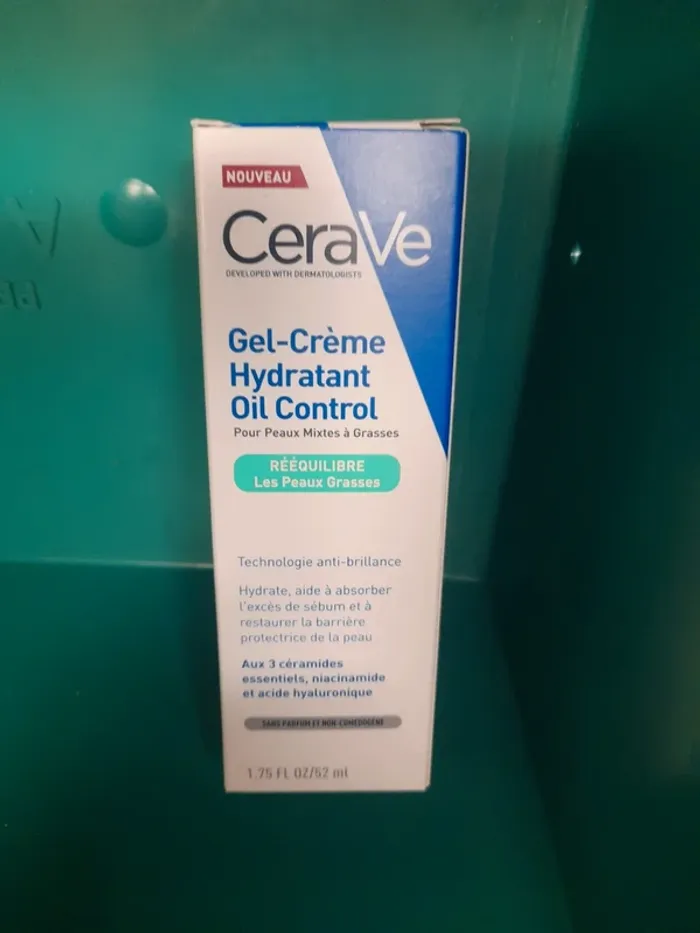 NOUVEAU
CeraVe
DEVELOPED WITH DERMATOLOGISTS
Gel-Crème
Hydratant
Oil Control
Pour Peaux Mixtes à Grasses
RÉÉQUILIBRE
Les Peaux Grasses
Technologie anti-brillance
Hydrate, aide à absorber
l'excès de sébum et à
restaurer la barrière
protectrice de la peau
Aux 3 céramides
essentiels, niacinamide
et acide hyaluronique
SANS PARFUM ET NON-COMEDOGÈNE
1.75 FL OZ/52 ml